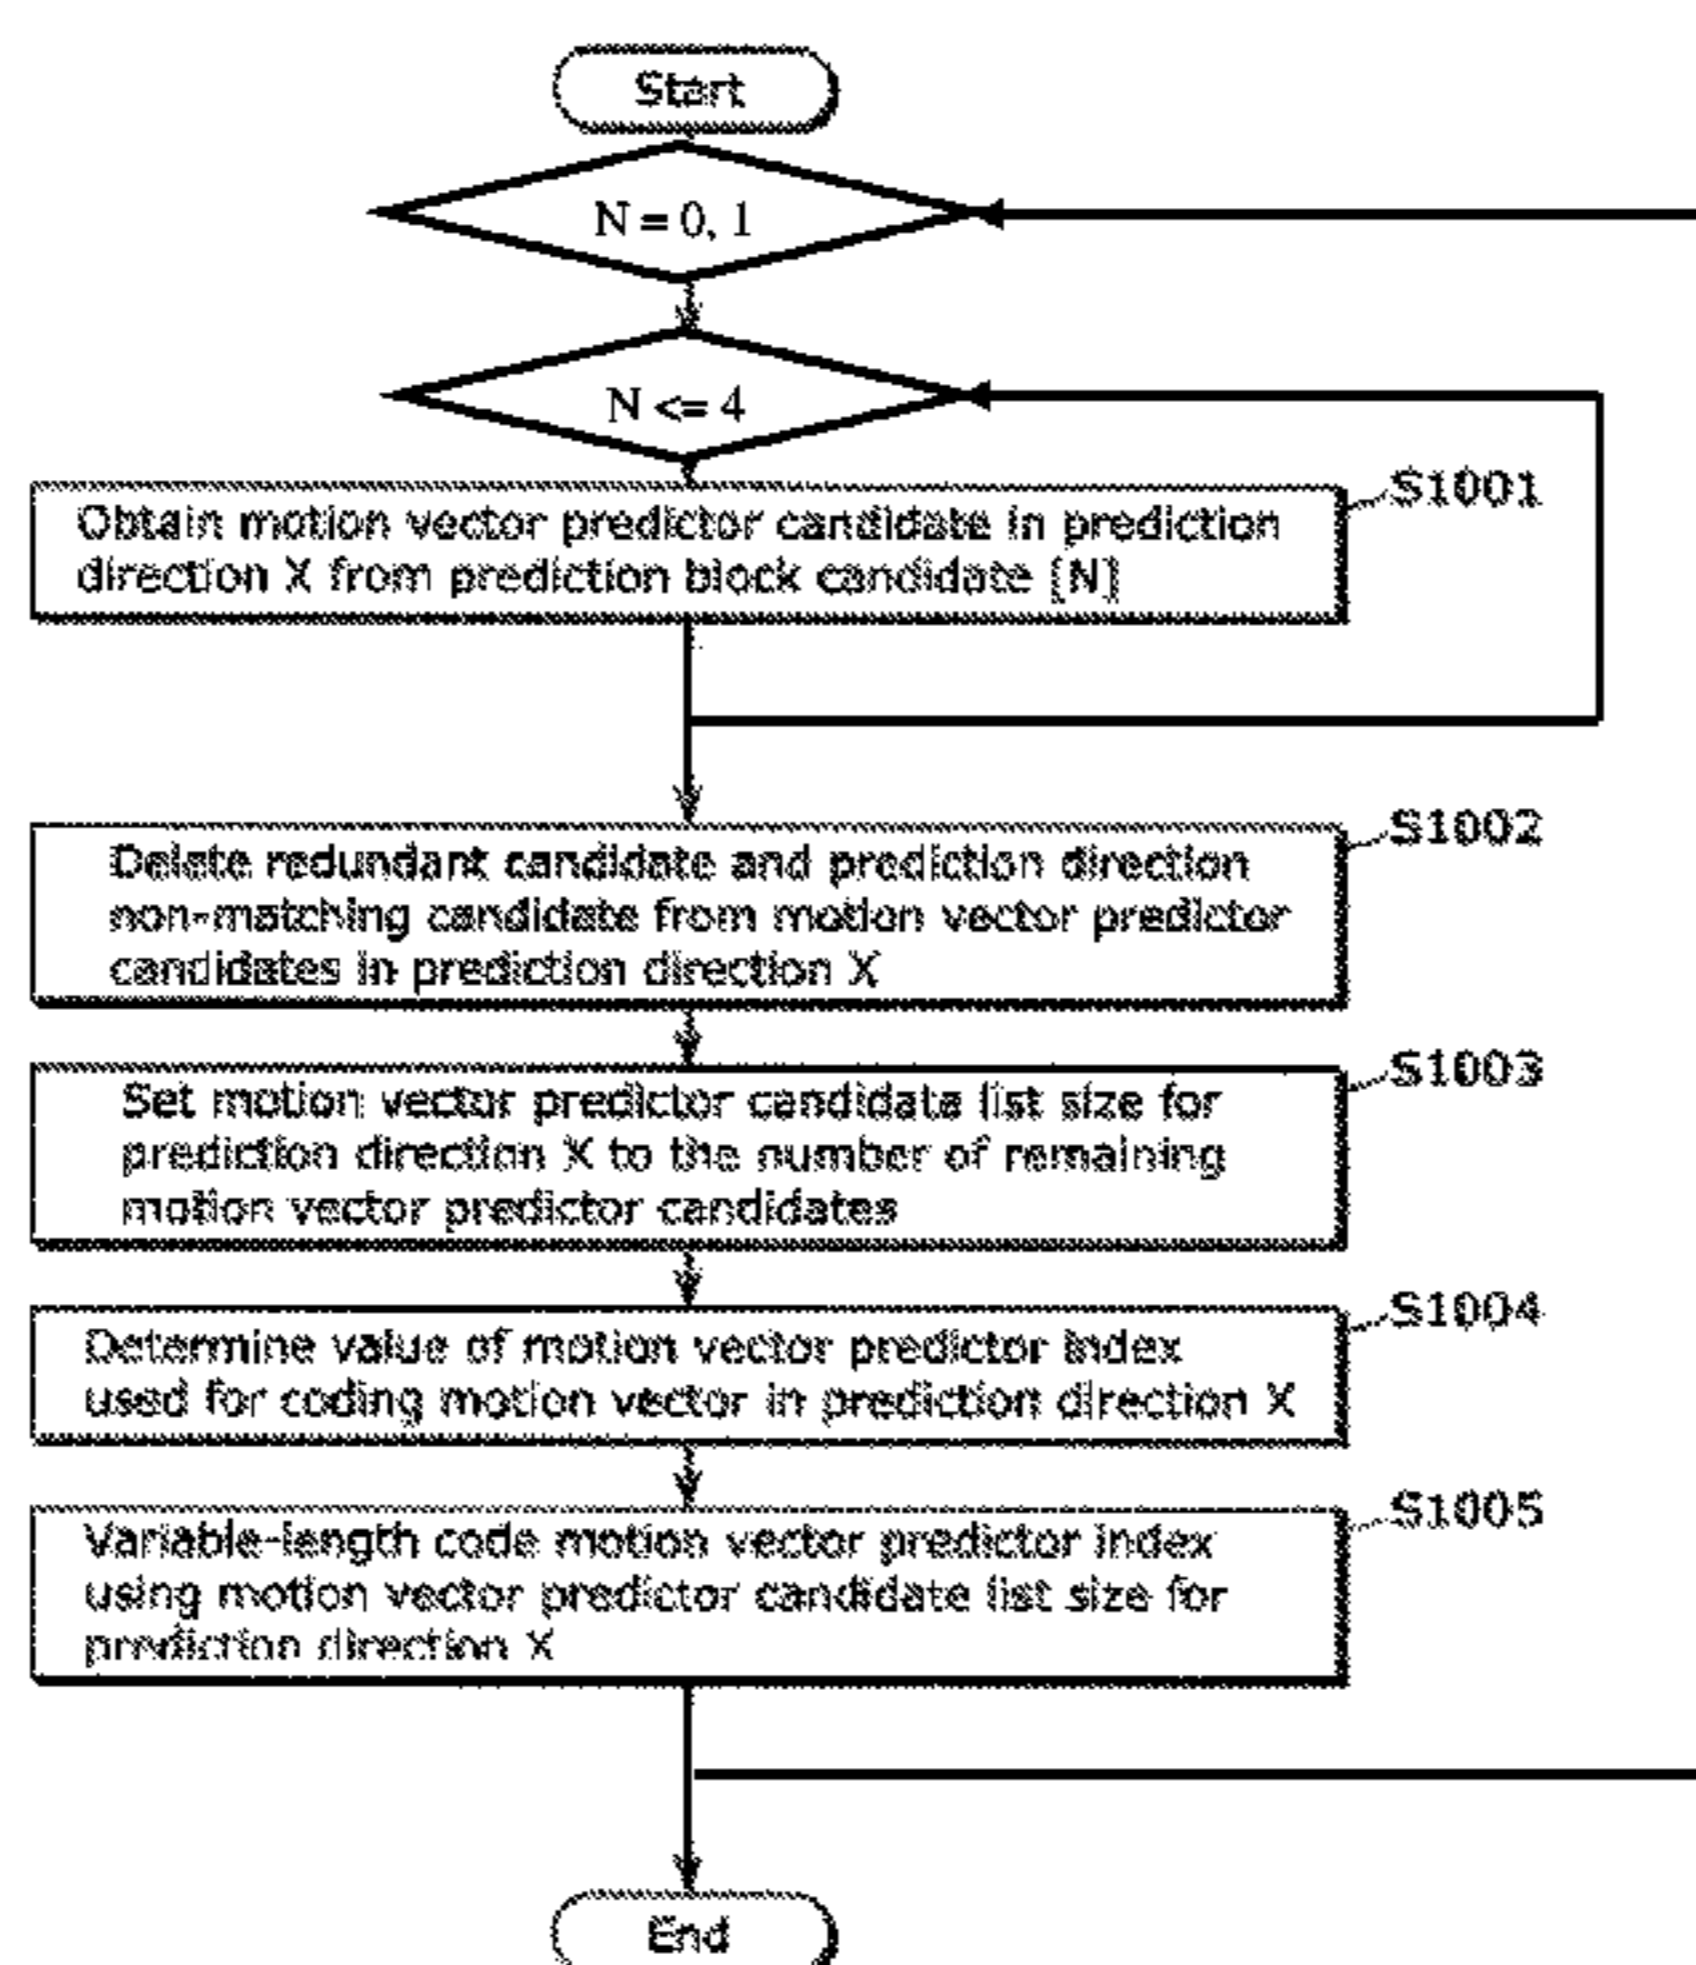 Start
N = 0, 1
N <= 4
S1001
Obtain motion vector predictor candidate in prediction
direction X from prediction block candidate [N]
S1002
Delete redundant candidate and prediction direction
non-matching candidate from motion vector predictor
candidates in prediction direction X
S1003
Set motion vector predictor candidate list size for
prediction direction X to the number of remaining
motion vector predictor candidates
S1004
Determine value of motion vector predictor index
used for coding motion vector in prediction direction X
S1005
Variable-length code motion vector predictor index
using motion vector predictor candidate list size for
prediction direction X
End